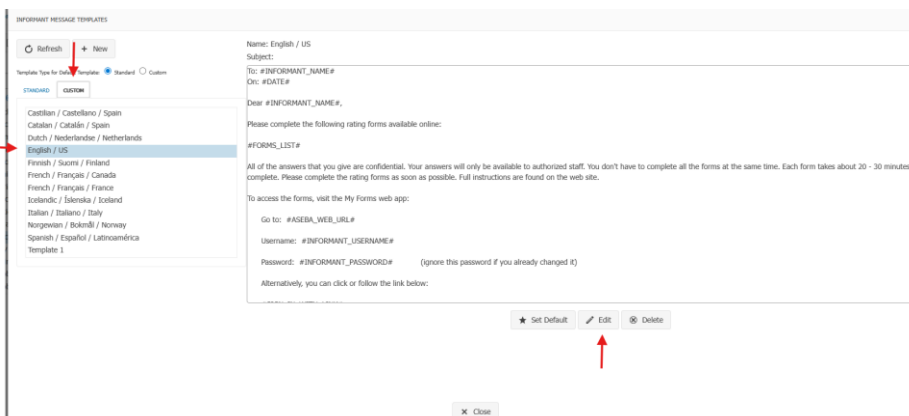 INFORMANT MESSAGE TEMPLATES
Refresh + New
Template Type for Default Template: Standard Custom
STANDARD CUSTOM
Castilian / Castellano / Spain
Catalan / Catalán / Spain
Dutch / Nederlandse / Netherlands
English / US
Finnish / Suomi / Finland
French / Français / Canada
French / Français / France
Icelandic / Íslenska / Iceland
Italian / Italiano / Italy
Norgewian / Bokmål / Norway
Spanish / Español / Latinoamérica
Template 1
Name: English / US
Subject:
To: #INFORMANT_NAME#
On: #DATE#
Dear #INFORMANT_NAME#,
Please complete the following rating forms available online:
#FORMS_LIST#
All of the answers that you give are confidential. Your answers will only be available to authorized staff. You don't have to complete all the forms at the same time. Each form takes about 20 - 30 minutes
complete. Please complete the rating forms as soon as possible. Full instructions are found on the web site.
To access the forms, visit the My Forms web app:
Go to: #ASEBA_WEB_URL#
Username: #INFORMANT_USERNAME#
Password: #INFORMANT_PASSWORD# (ignore this password if you already changed it)
Alternatively, you can click or follow the link below:
Set Default Edit Delete
Close